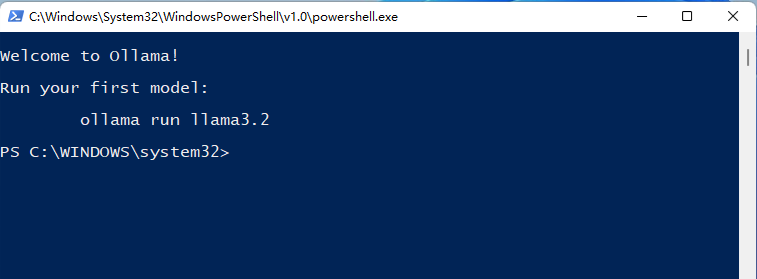 C:\Windows\System32\WindowsPowerShell\v1.0\powershell.exe
Welcome to Ollama!
Run your first model:
ollama run llama3.2
PS C:\WINDOWS\system32>